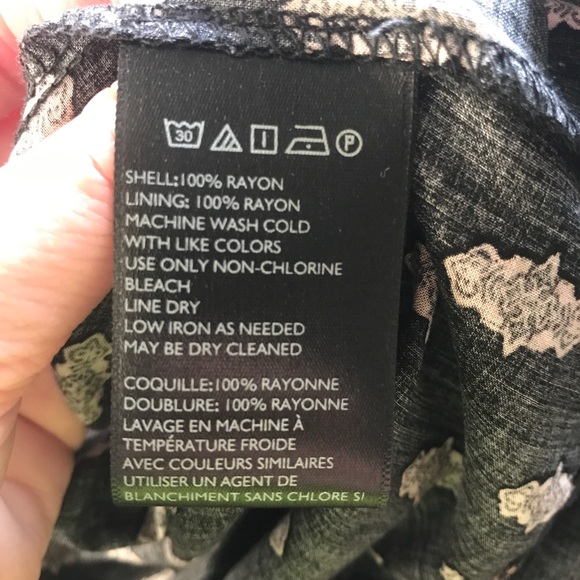 30 P
SHELL:100% RAYON
LINING: 100% RAYON
MACHINE WASH COLD
WITH LIKE COLORS
USE ONLY NON-CHLORINE
BLEACH
LINE DRY
LOW IRON AS NEEDED
MAY BE DRY CLEANED
COQUILLE:100% RAYONNE
DOUBLURE: 100% RAYONNE
LAVAGE EN MACHINE À
TEMPÉRATURE FROIDE
AVEC COULEURS SIMILAIRES
UTILISER UN AGENT DE
BLANCHIMENT SANS CHLORE SI